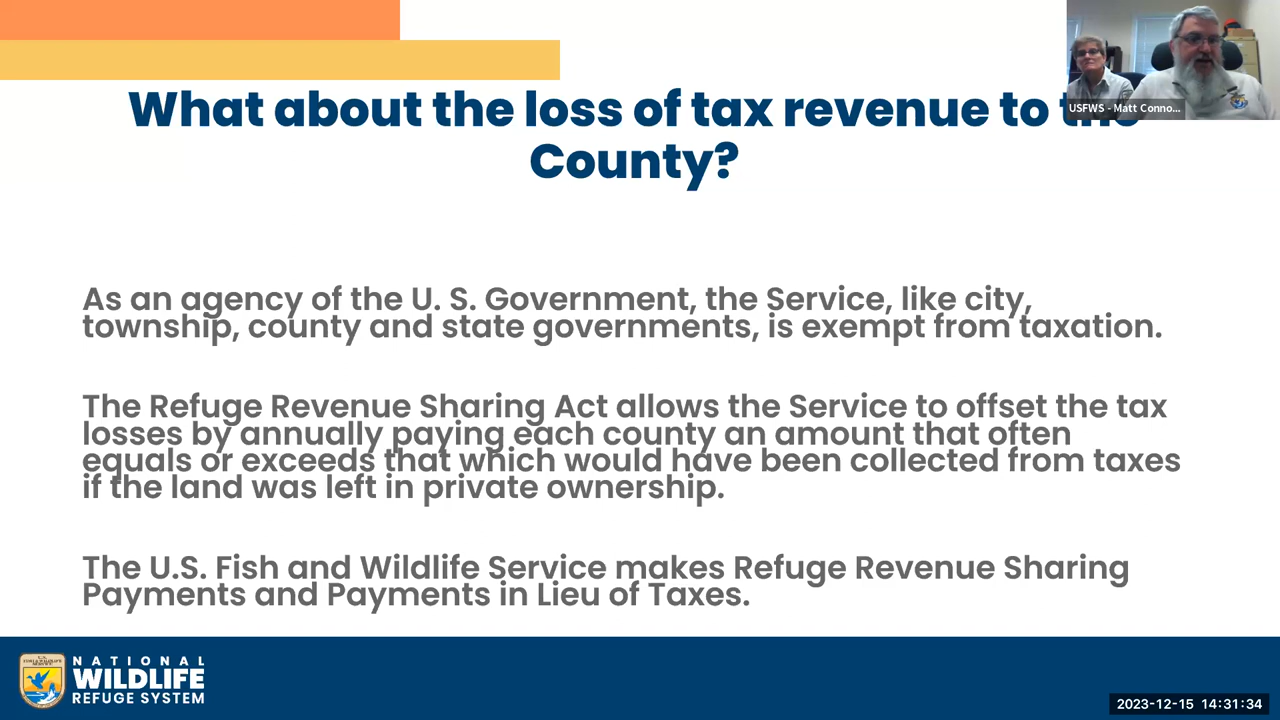 What about the loss of tax revenue to the
County?
USFWS - Matt Conno...
As an agency of the U. S. Government, the Service, like city,
township, county and state governments, is exempt from taxation.
The Refuge Revenue Sharing Act allows the Service to offset the tax
losses by annually paying each county an amount that often
equals or exceeds that which would have been collected from taxes
if the land was left in private ownership.
The U.S. Fish and Wildlife Service makes Refuge Revenue Sharing
Payments and Payments in Lieu of Taxes.
U.S.
FISH & WILDLIFE
SERVICE
NATIONAL
WILDLIFE
REFUGE SYSTEM
2023-12-15 14:31:34